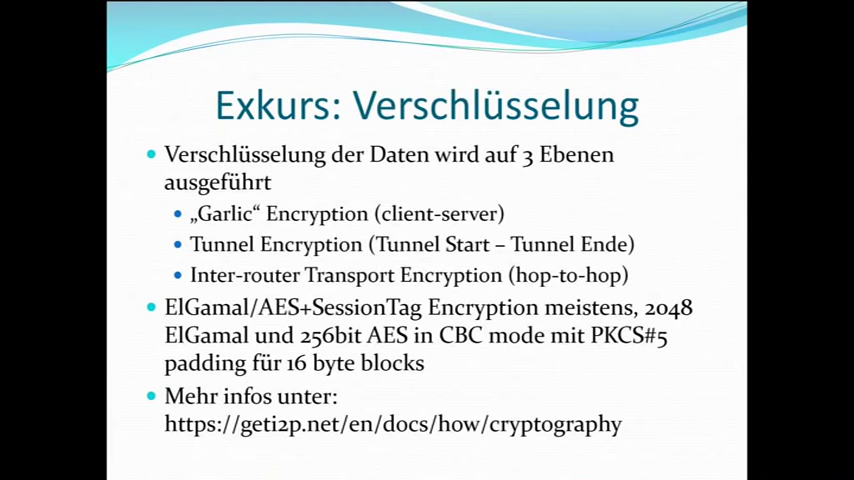 Exkurs: Verschlüsselung
Verschlüsselung der Daten wird auf 3 Ebenen
ausgeführt
„Garlic“ Encryption (client-server)
Tunnel Encryption (Tunnel Start – Tunnel Ende)
Inter-router Transport Encryption (hop-to-hop)
ElGamal/AES+SessionTag Encryption meistens, 2048
ElGamal und 256bit AES in CBC mode mit PKCS#5
padding für 16 byte blocks
Mehr infos unter:
https://geti2p.net/en/docs/how/cryptography